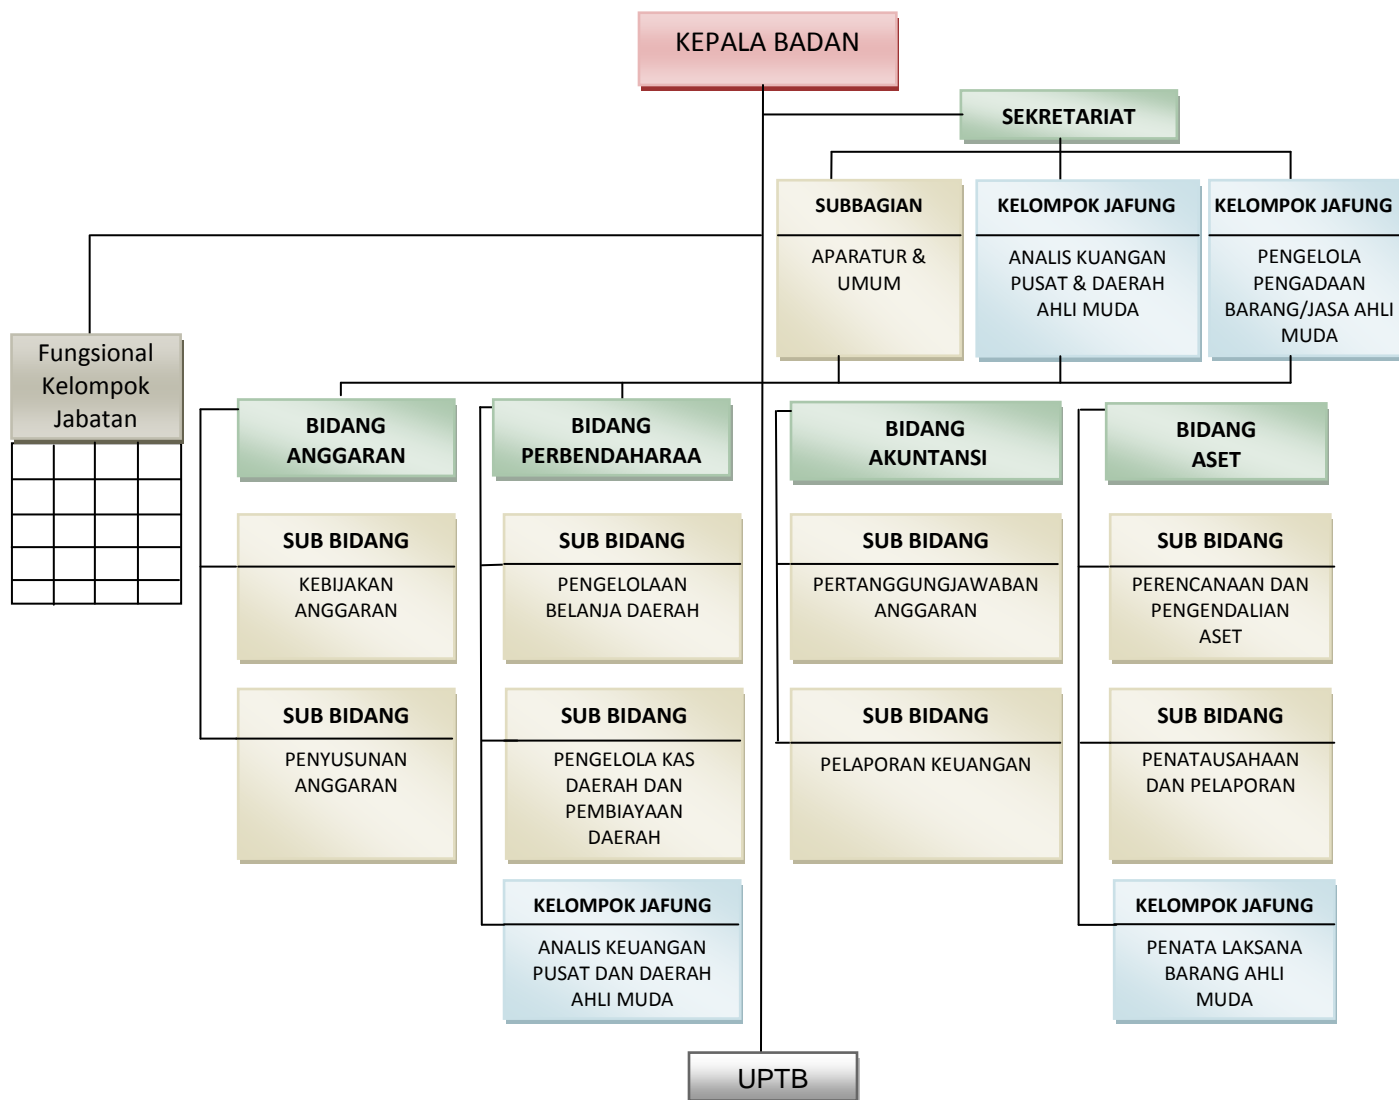 KEPALA BADAN
SEKRETARIAT
SUBBAGIAN
APARATUR &
UMUM
KELOMPOK JAFUNG
ANALIS KUANGAN
PUSAT & DAERAH
AHLI MUDA
KELOMPOK JAFUNG
PENGELOLA
PENGADAAN
BARANG/JASA AHLI
MUDA
Fungsional
Kelompok
Jabatan
BIDANG
ANGGARAN
SUB BIDANG
KEBIJAKAN
ANGGARAN
SUB BIDANG
PENYUSUNAN
ANGGARAN
BIDANG
PERBENDAHARAA
SUB BIDANG
PENGELOLAAN
BELANJA DAERAH
SUB BIDANG
PENGELOLA KAS
DAERAH DAN
PEMBIAYAAN
DAERAH
KELOMPOK JAFUNG
ANALIS KEUANGAN
PUSAT DAN DAERAH
AHLI MUDA
BIDANG
AKUNTANSI
SUB BIDANG
PERTANGGUNGJAWABAN
ANGGARAN
SUB BIDANG
PELAPORAN KEUANGAN
BIDANG
ASET
SUB BIDANG
PERENCANAAN DAN
PENGENDALIAN
ASET
SUB BIDANG
PENATAUSAHAAN
DAN PELAPORAN
KELOMPOK JAFUNG
PENATA LAKSANA
BARANG AHLI
MUDA
UPTB